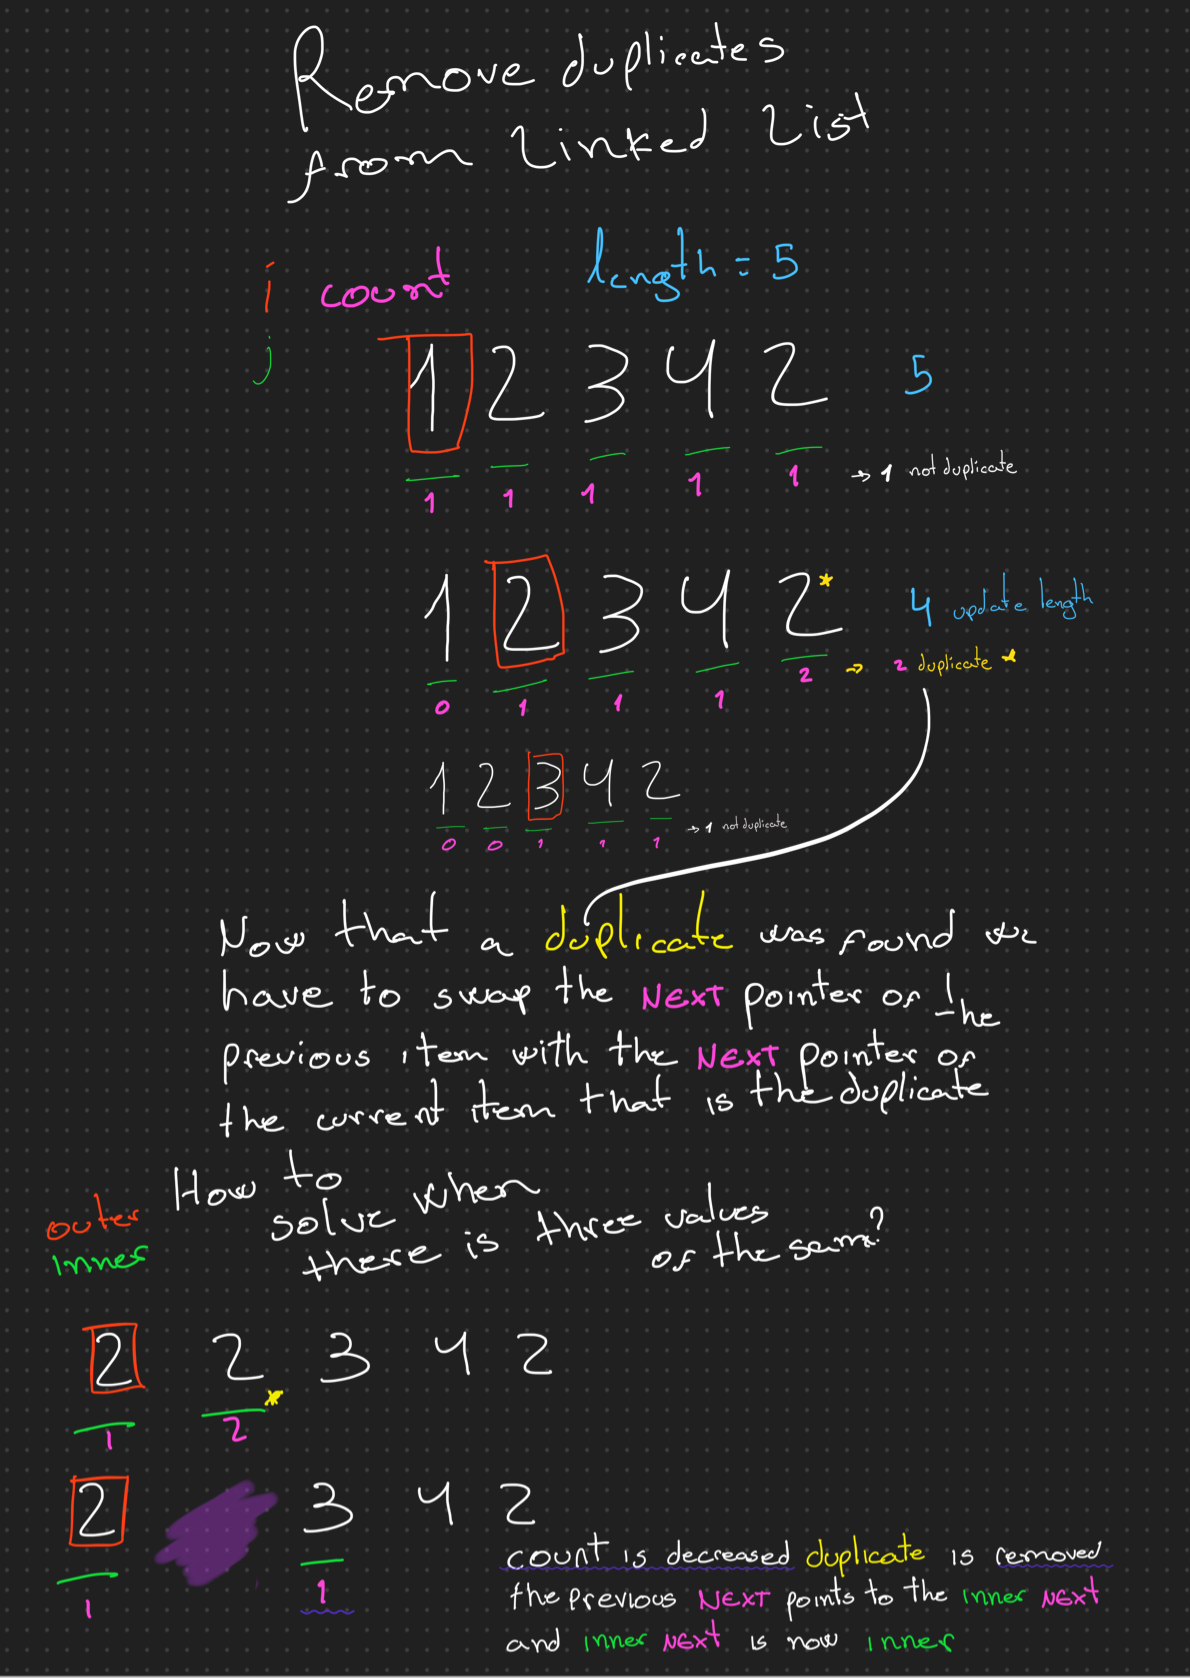 Remove duplicates
from Linked List
i count length = 5
j
1 2 3 4 2 5
1 1 1 1 1 → 1 not duplicate
1 2 3 4 2* 4 update length
0 1 1 1 2 → 2 duplicate *
1 2 3 4 2
0 0 1 1 1 → 1 not duplicate
Now that a duplicate was found we
have to swap the NEXT pointer of the
previous item with the NEXT pointer of
the current item that is the duplicate
How to
solve when
there is three values
of the same?
outer
inner
2 2 3 4 2
1 2 *
2 3 4 2
1 1
count is decreased duplicate is removed
the previous NEXT points to the inner NEXT
and inner NEXT is now inner